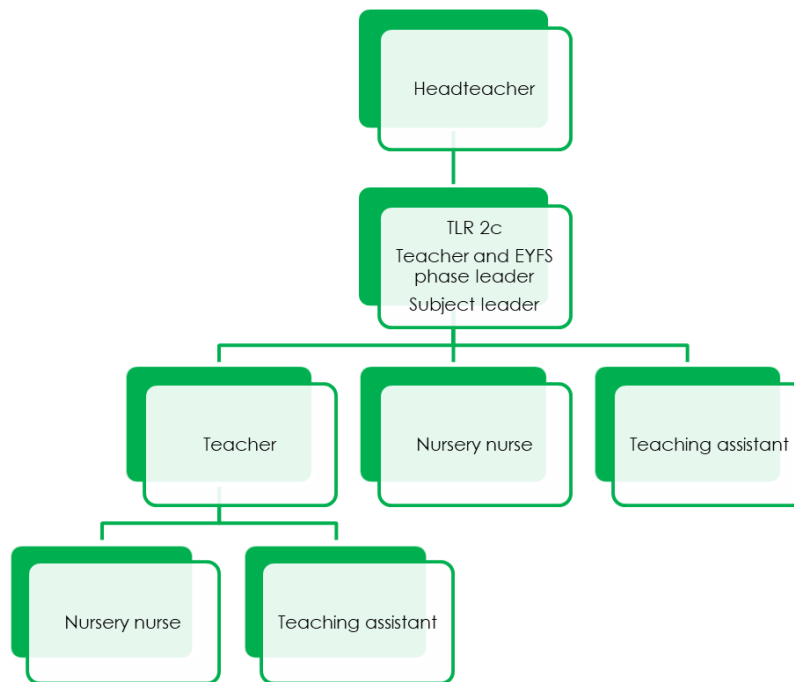 Headteacher
TLR 2c
Teacher and EYFS
phase leader
Subject leader
Teacher
Nursery nurse
Teaching assistant
Nursery nurse
Teaching assistant